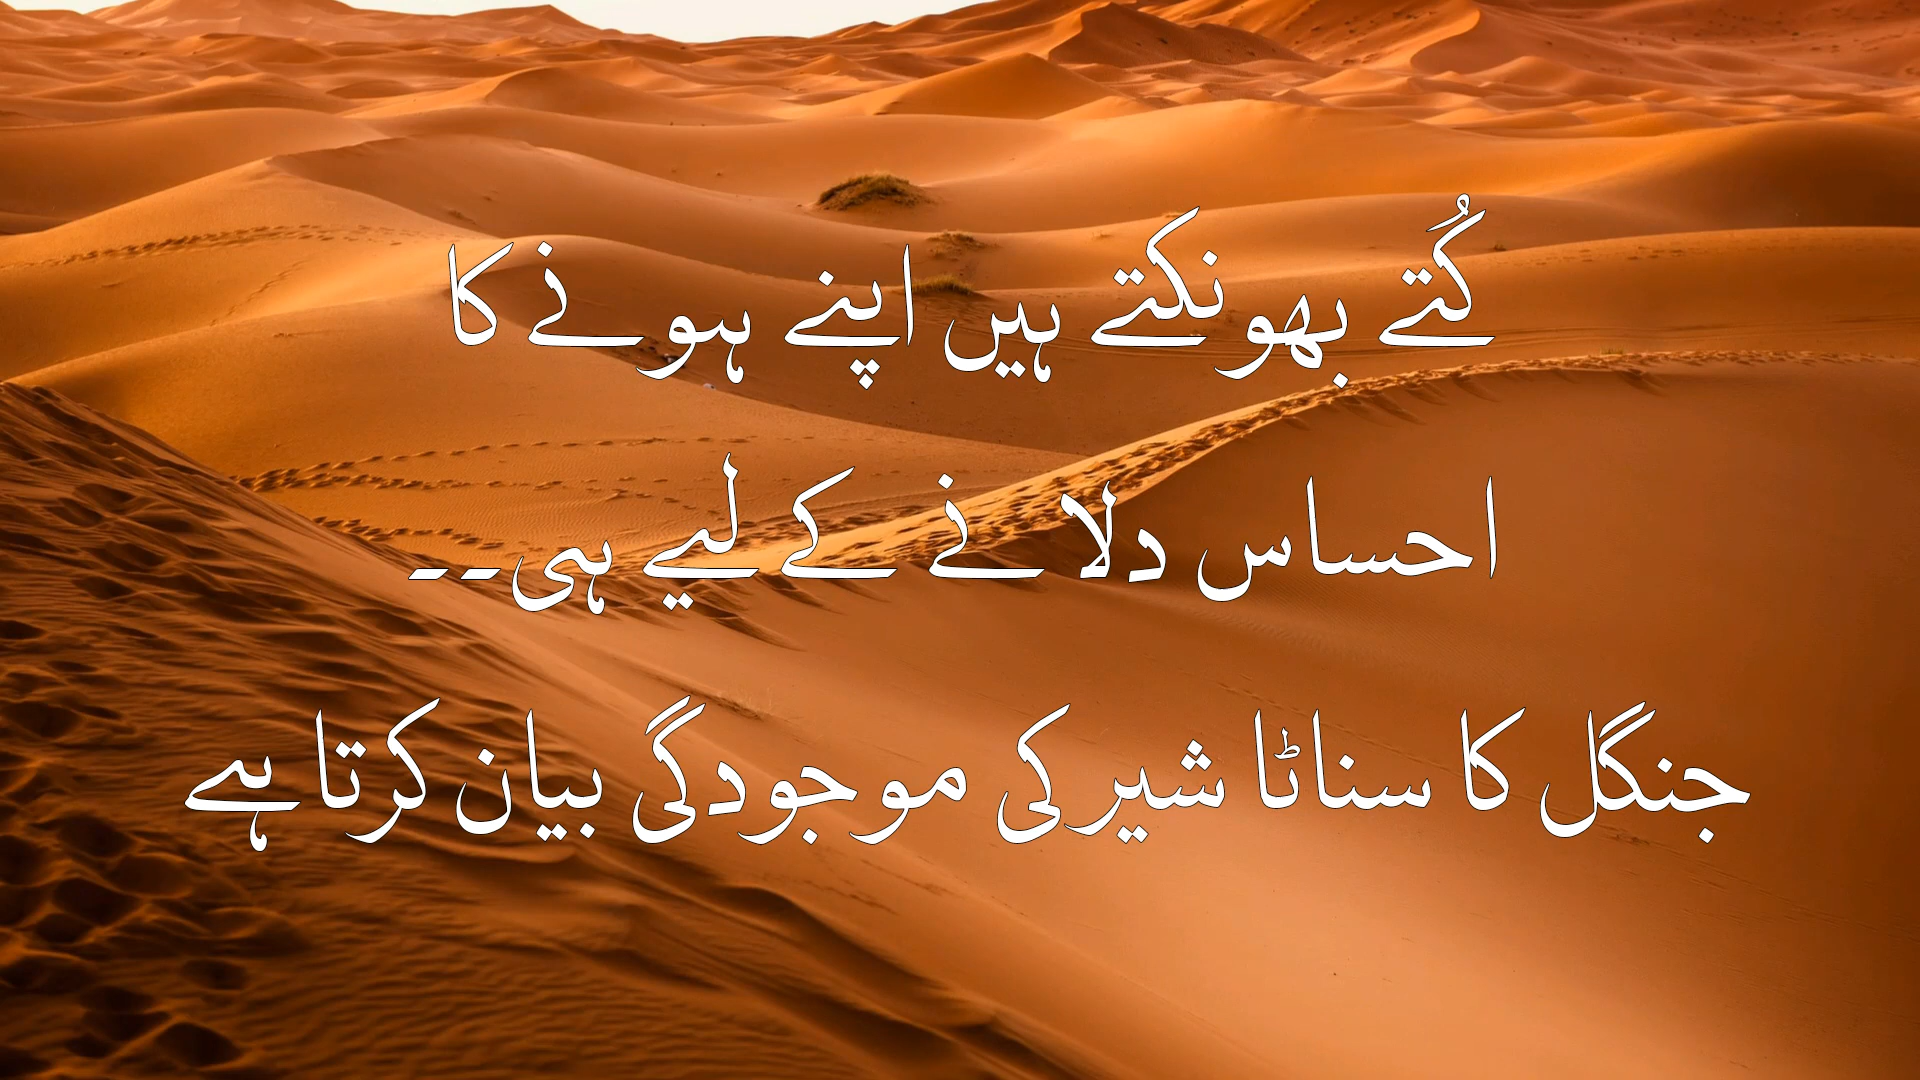 کُتے بھونکتے ہیں اپنے ہونے کا
احساس دلانے کے لیے ہی۔۔
جنگل کا سناٹا شیر کی موجودگی بیان کرتا ہے